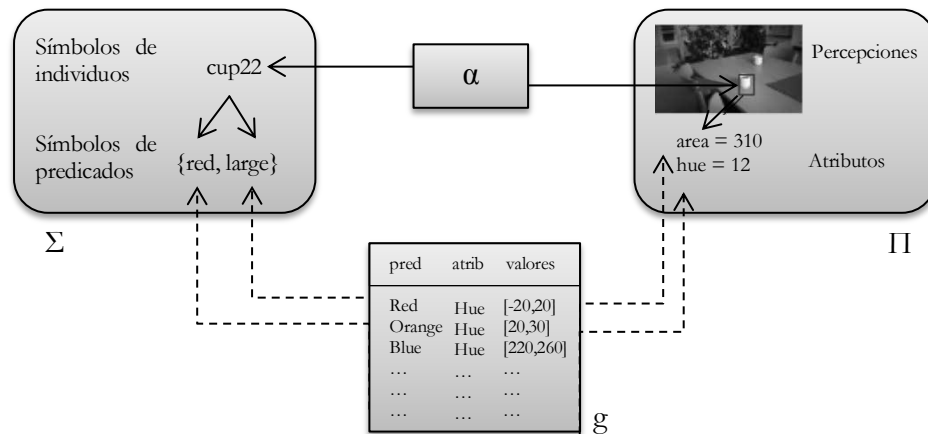 Símbolos de
individuos
cup22
Símbolos de
predicados
{red, large}
Σ
α
Percepciones
area = 310
hue = 12
Atributos
Π
pred atrib valores
Red Hue [-20,20]
Orange Hue [20,30]
Blue Hue [220,260]
... ... ...
... ... ...
... ... ...
g